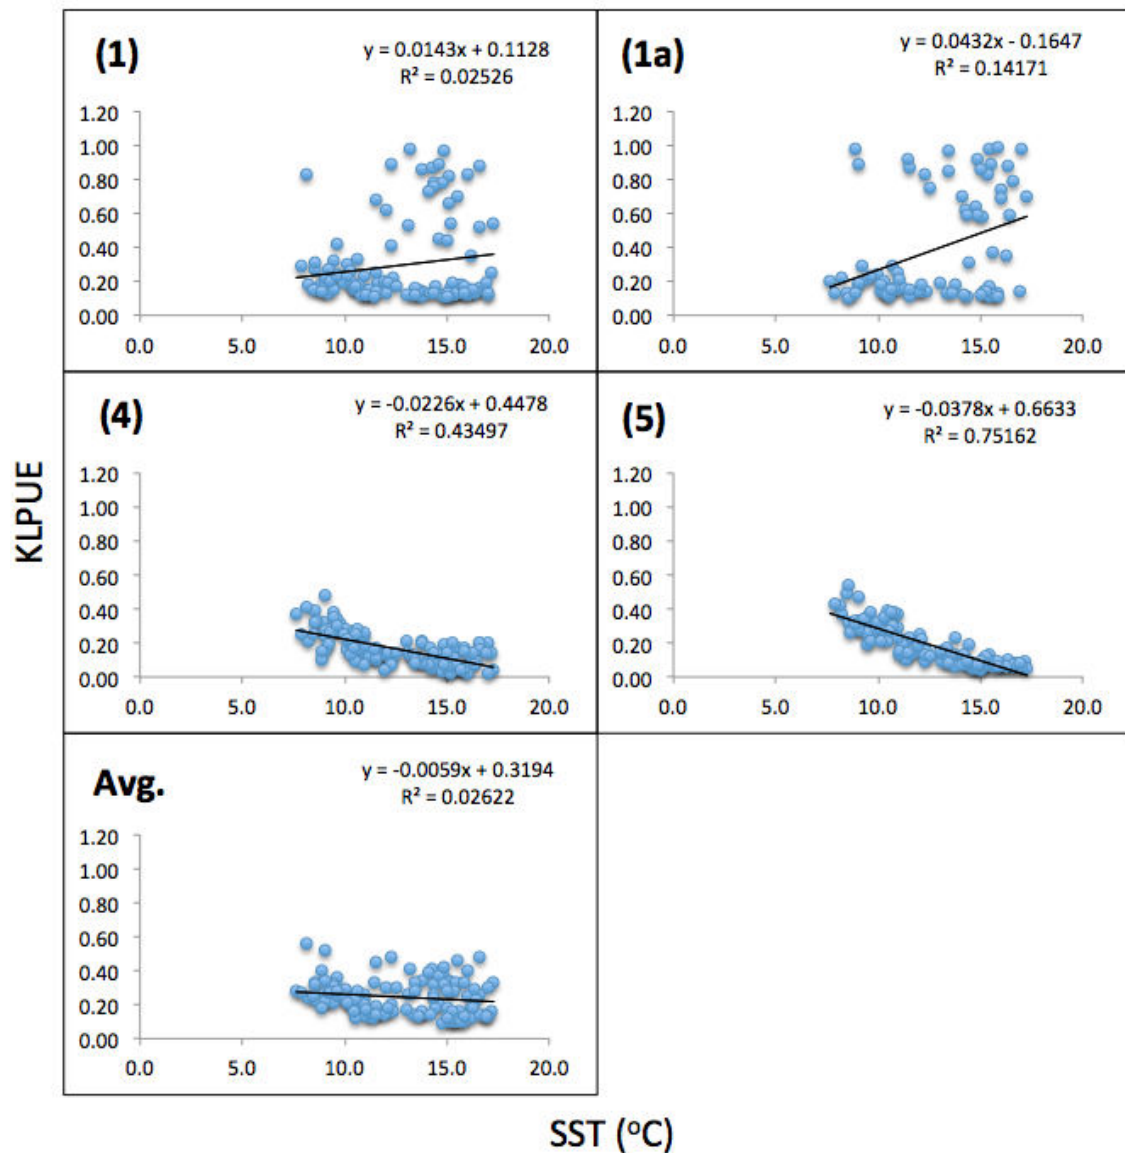 (1)
y = 0.0143x + 0.1128
R² = 0.02526
1.20
1.00
0.80
0.60
0.40
0.20
0.00
0.0 5.0 10.0 15.0 20.0
(1a)
y = 0.0432x - 0.1647
R² = 0.14171
1.20
1.00
0.80
0.60
0.40
0.20
0.00
0.0 5.0 10.0 15.0 20.0
(4)
y = -0.0226x + 0.4478
R² = 0.43497
1.20
1.00
0.80
0.60
0.40
0.20
0.00
0.0 5.0 10.0 15.0 20.0
(5)
y = -0.0378x + 0.6633
R² = 0.75162
1.20
1.00
0.80
0.60
0.40
0.20
0.00
0.0 5.0 10.0 15.0 20.0
Avg.
y = -0.0059x + 0.3194
R² = 0.02622
1.20
1.00
0.80
0.60
0.40
0.20
0.00
0.0 5.0 10.0 15.0 20.0
KLPUE
SST (°C)